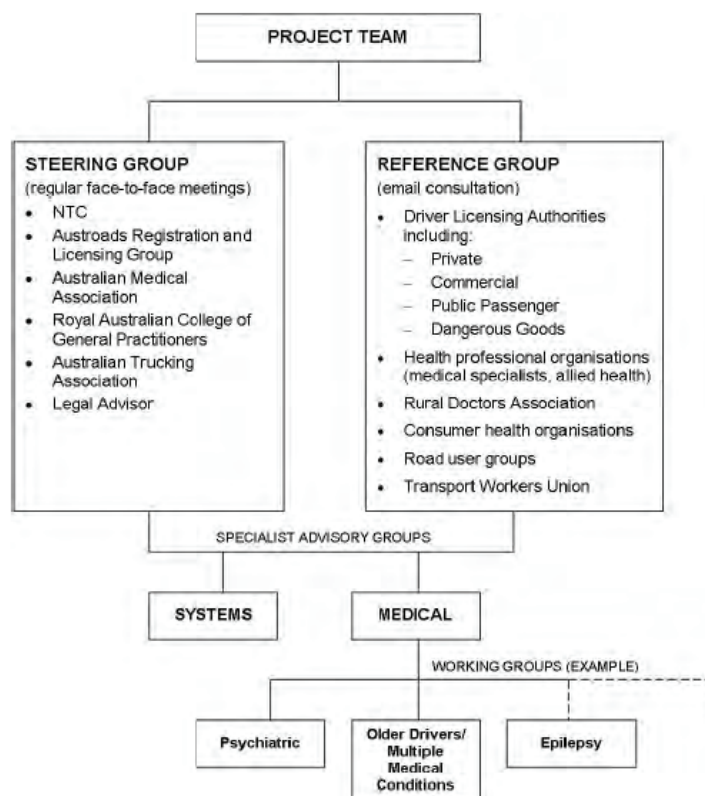 PROJECT TEAM
STEERING GROUP
(regular face-to-face meetings)
• NTC
• Austroads Registration and
Licensing Group
• Australian Medical
Association
• Royal Australian College of
General Practitioners
• Australian Trucking
Association
• Legal Advisor
REFERENCE GROUP
(email consultation)
• Driver Licensing Authorities
including:
– Private
– Commercial
– Public Passenger
– Dangerous Goods
• Health professional organisations
(medical specialists, allied health)
• Rural Doctors Association
• Consumer health organisations
• Road user groups
• Transport Workers Union
SPECIALIST ADVISORY GROUPS
SYSTEMS
MEDICAL
WORKING GROUPS (EXAMPLE)
Psychiatric
Older Drivers/
Multiple
Medical
Conditions
Epilepsy